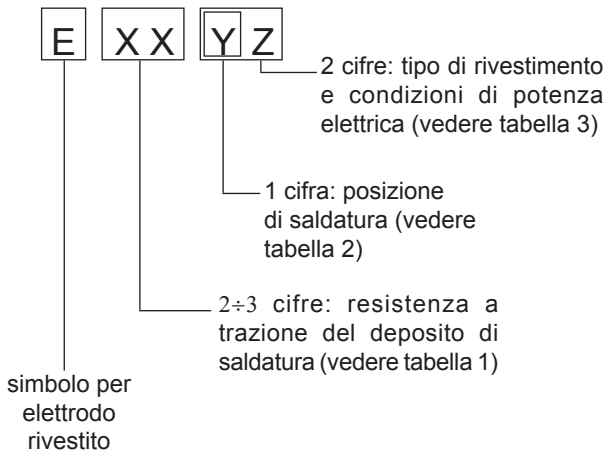 E XX YZ
2 cifre: tipo di rivestimento
e condizioni di potenza
elettrica (vedere tabella 3)
1 cifra: posizione
di saldatura (vedere
tabella 2)
2÷3 cifre: resistenza a
trazione del deposito di
saldatura (vedere tabella 1)
simbolo per
elettrodo
rivestito